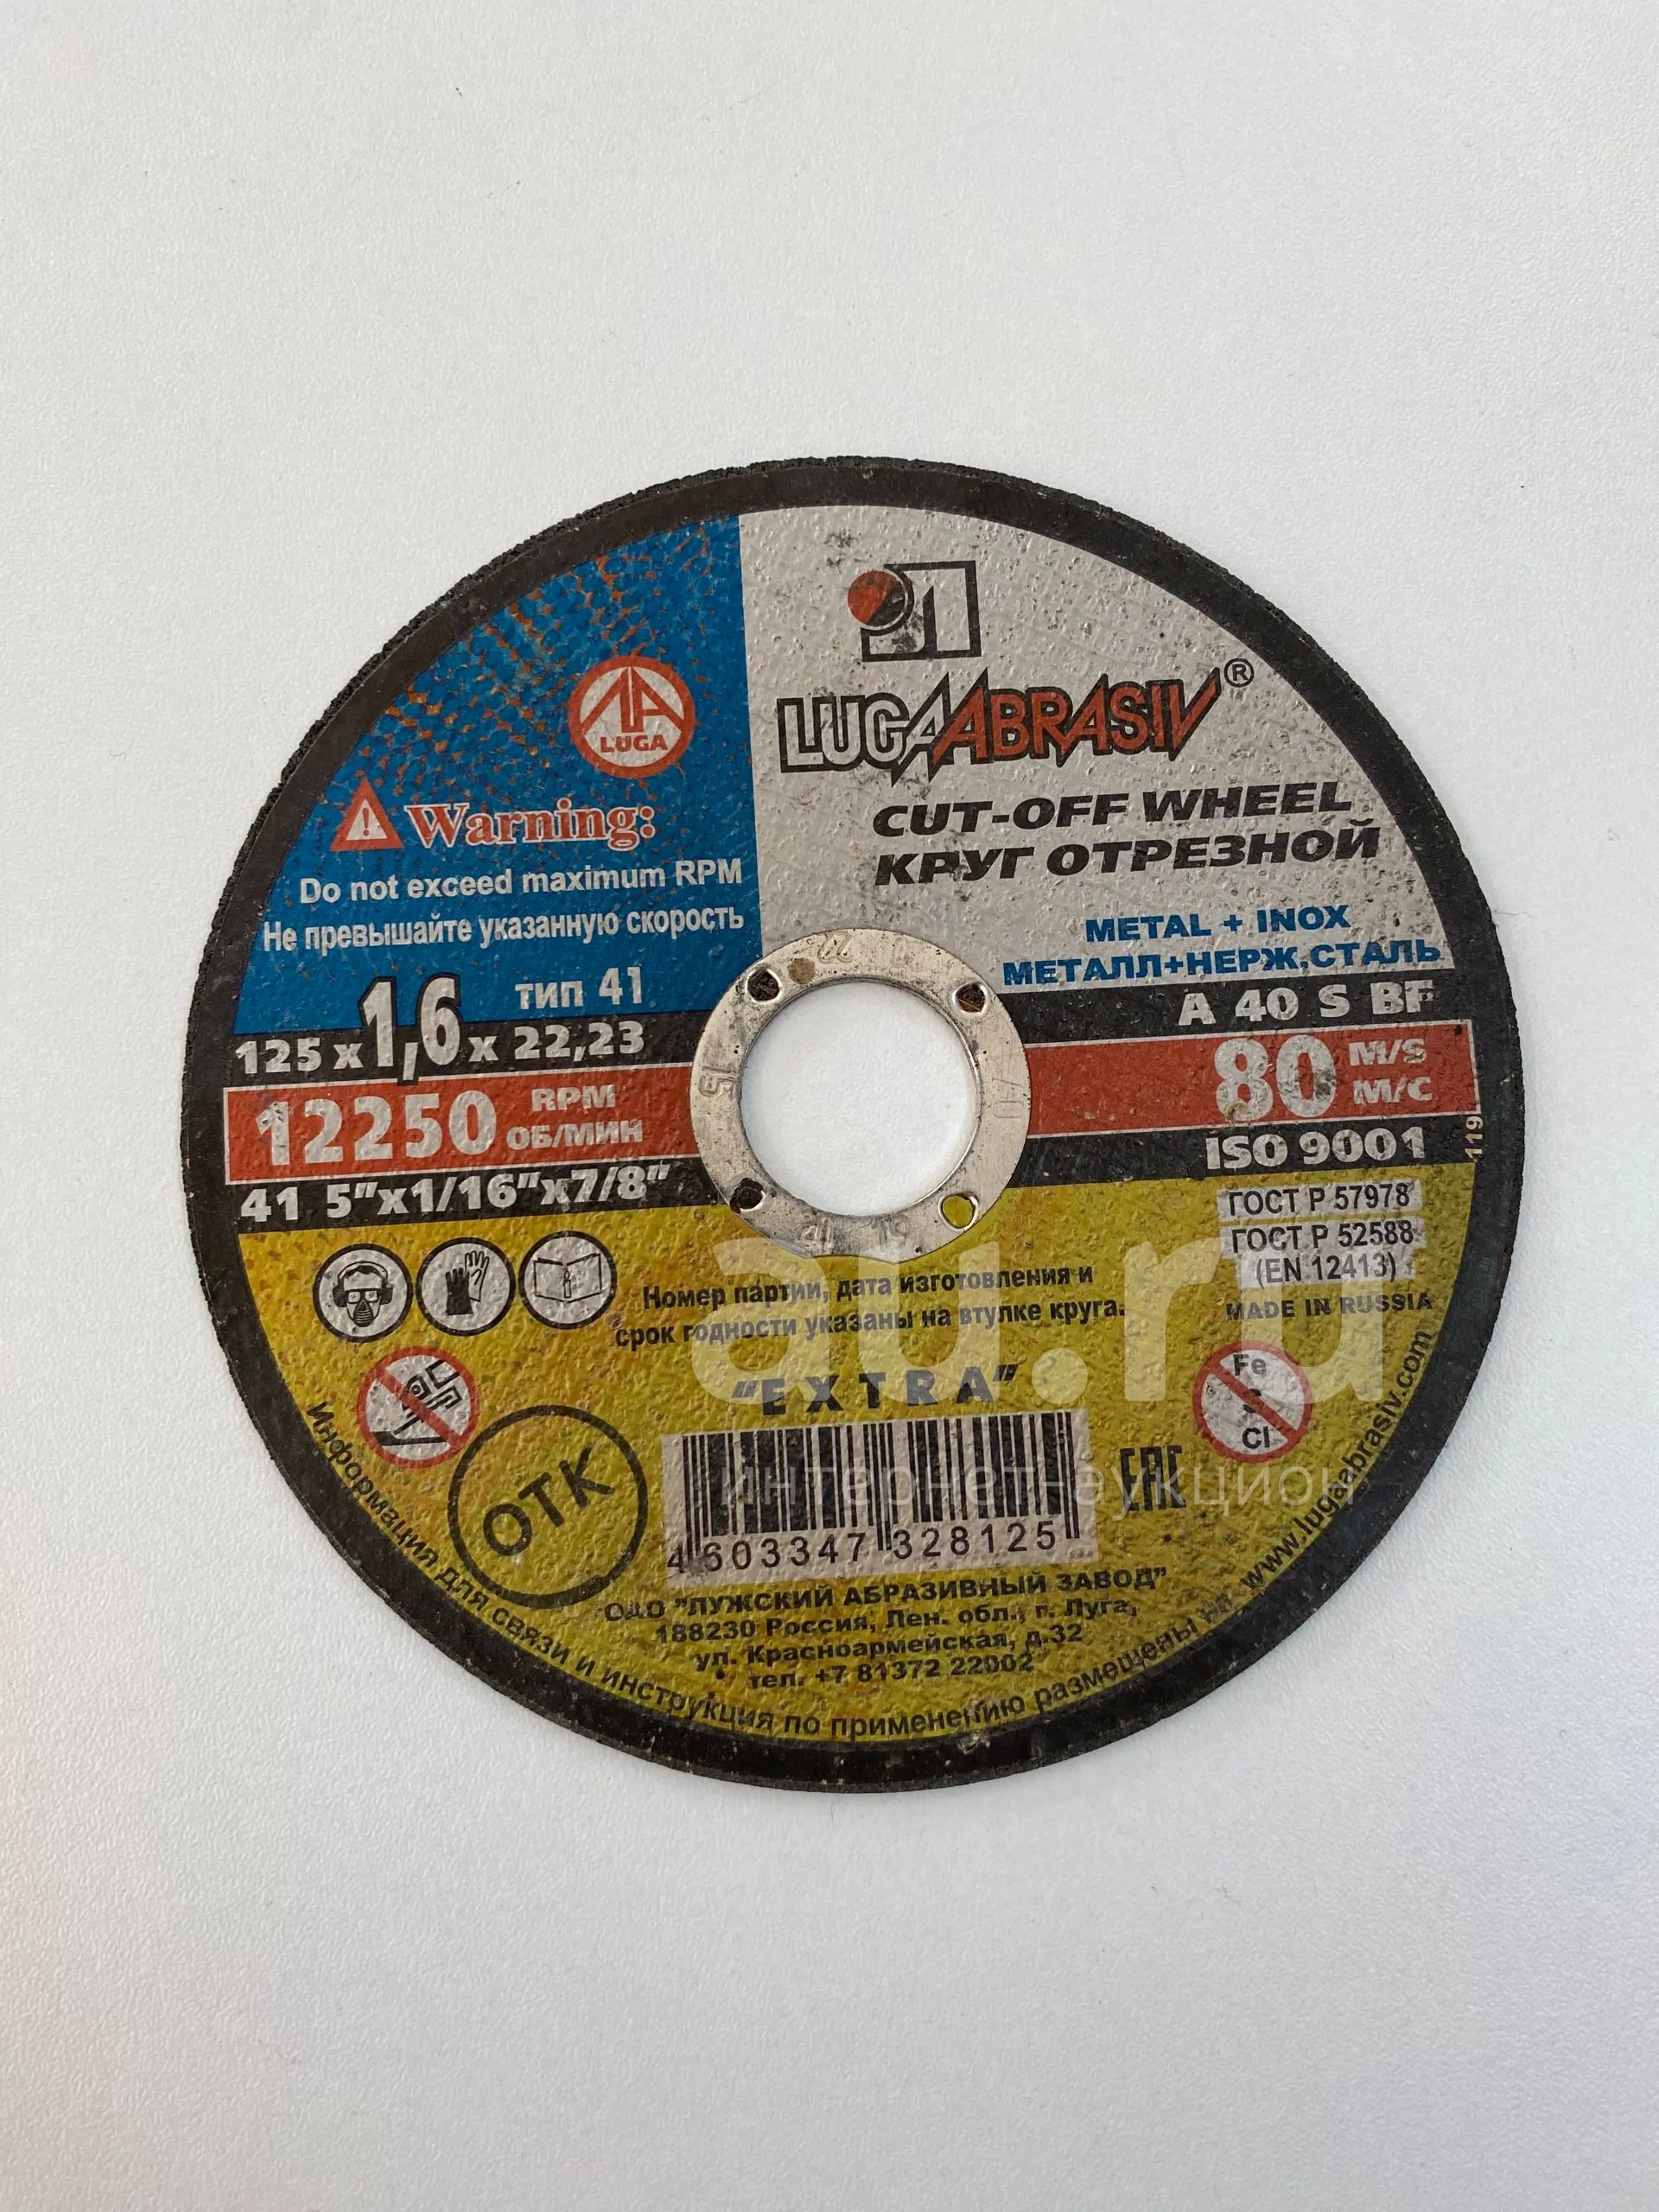 LUGAABRASIV®
CUT-OFF WHEEL
КРУГ ОТРЕЗНОЙ
METAL + INOX
МЕТАЛЛ+НЕРЖ.СТАЛЬ
A 40 S BF
80 M/S
М/С
ISO 9001
119
LUGA
Warning:
Do not exceed maximum RPM
Не превышайте указанную скорость
тип 41
125 x 1,6 x 22,23
12250 RPM
ОБ/МИН
41 5"x1/16"x7/8"
ГОСТ Р 57978
ГОСТ Р 52588
(EN 12413)
MADE IN RUSSIA
Номер партии, дата изготовления и
срок годности указаны на втулке круга.
au.ru
"EXTRA"
Fe
S
Cl
ОТК
интернет-аукцион
EAC
4 603347 328125
ОАО "ЛУЖСКИЙ АБРАЗИВНЫЙ ЗАВОД"
188230 Россия, Лен. обл., г. Луга,
ул. Красноармейская, д.32
тел. +7 81372 22002
Информация для связи и инструкция по применению размещены на www.lugaabrasiv.com